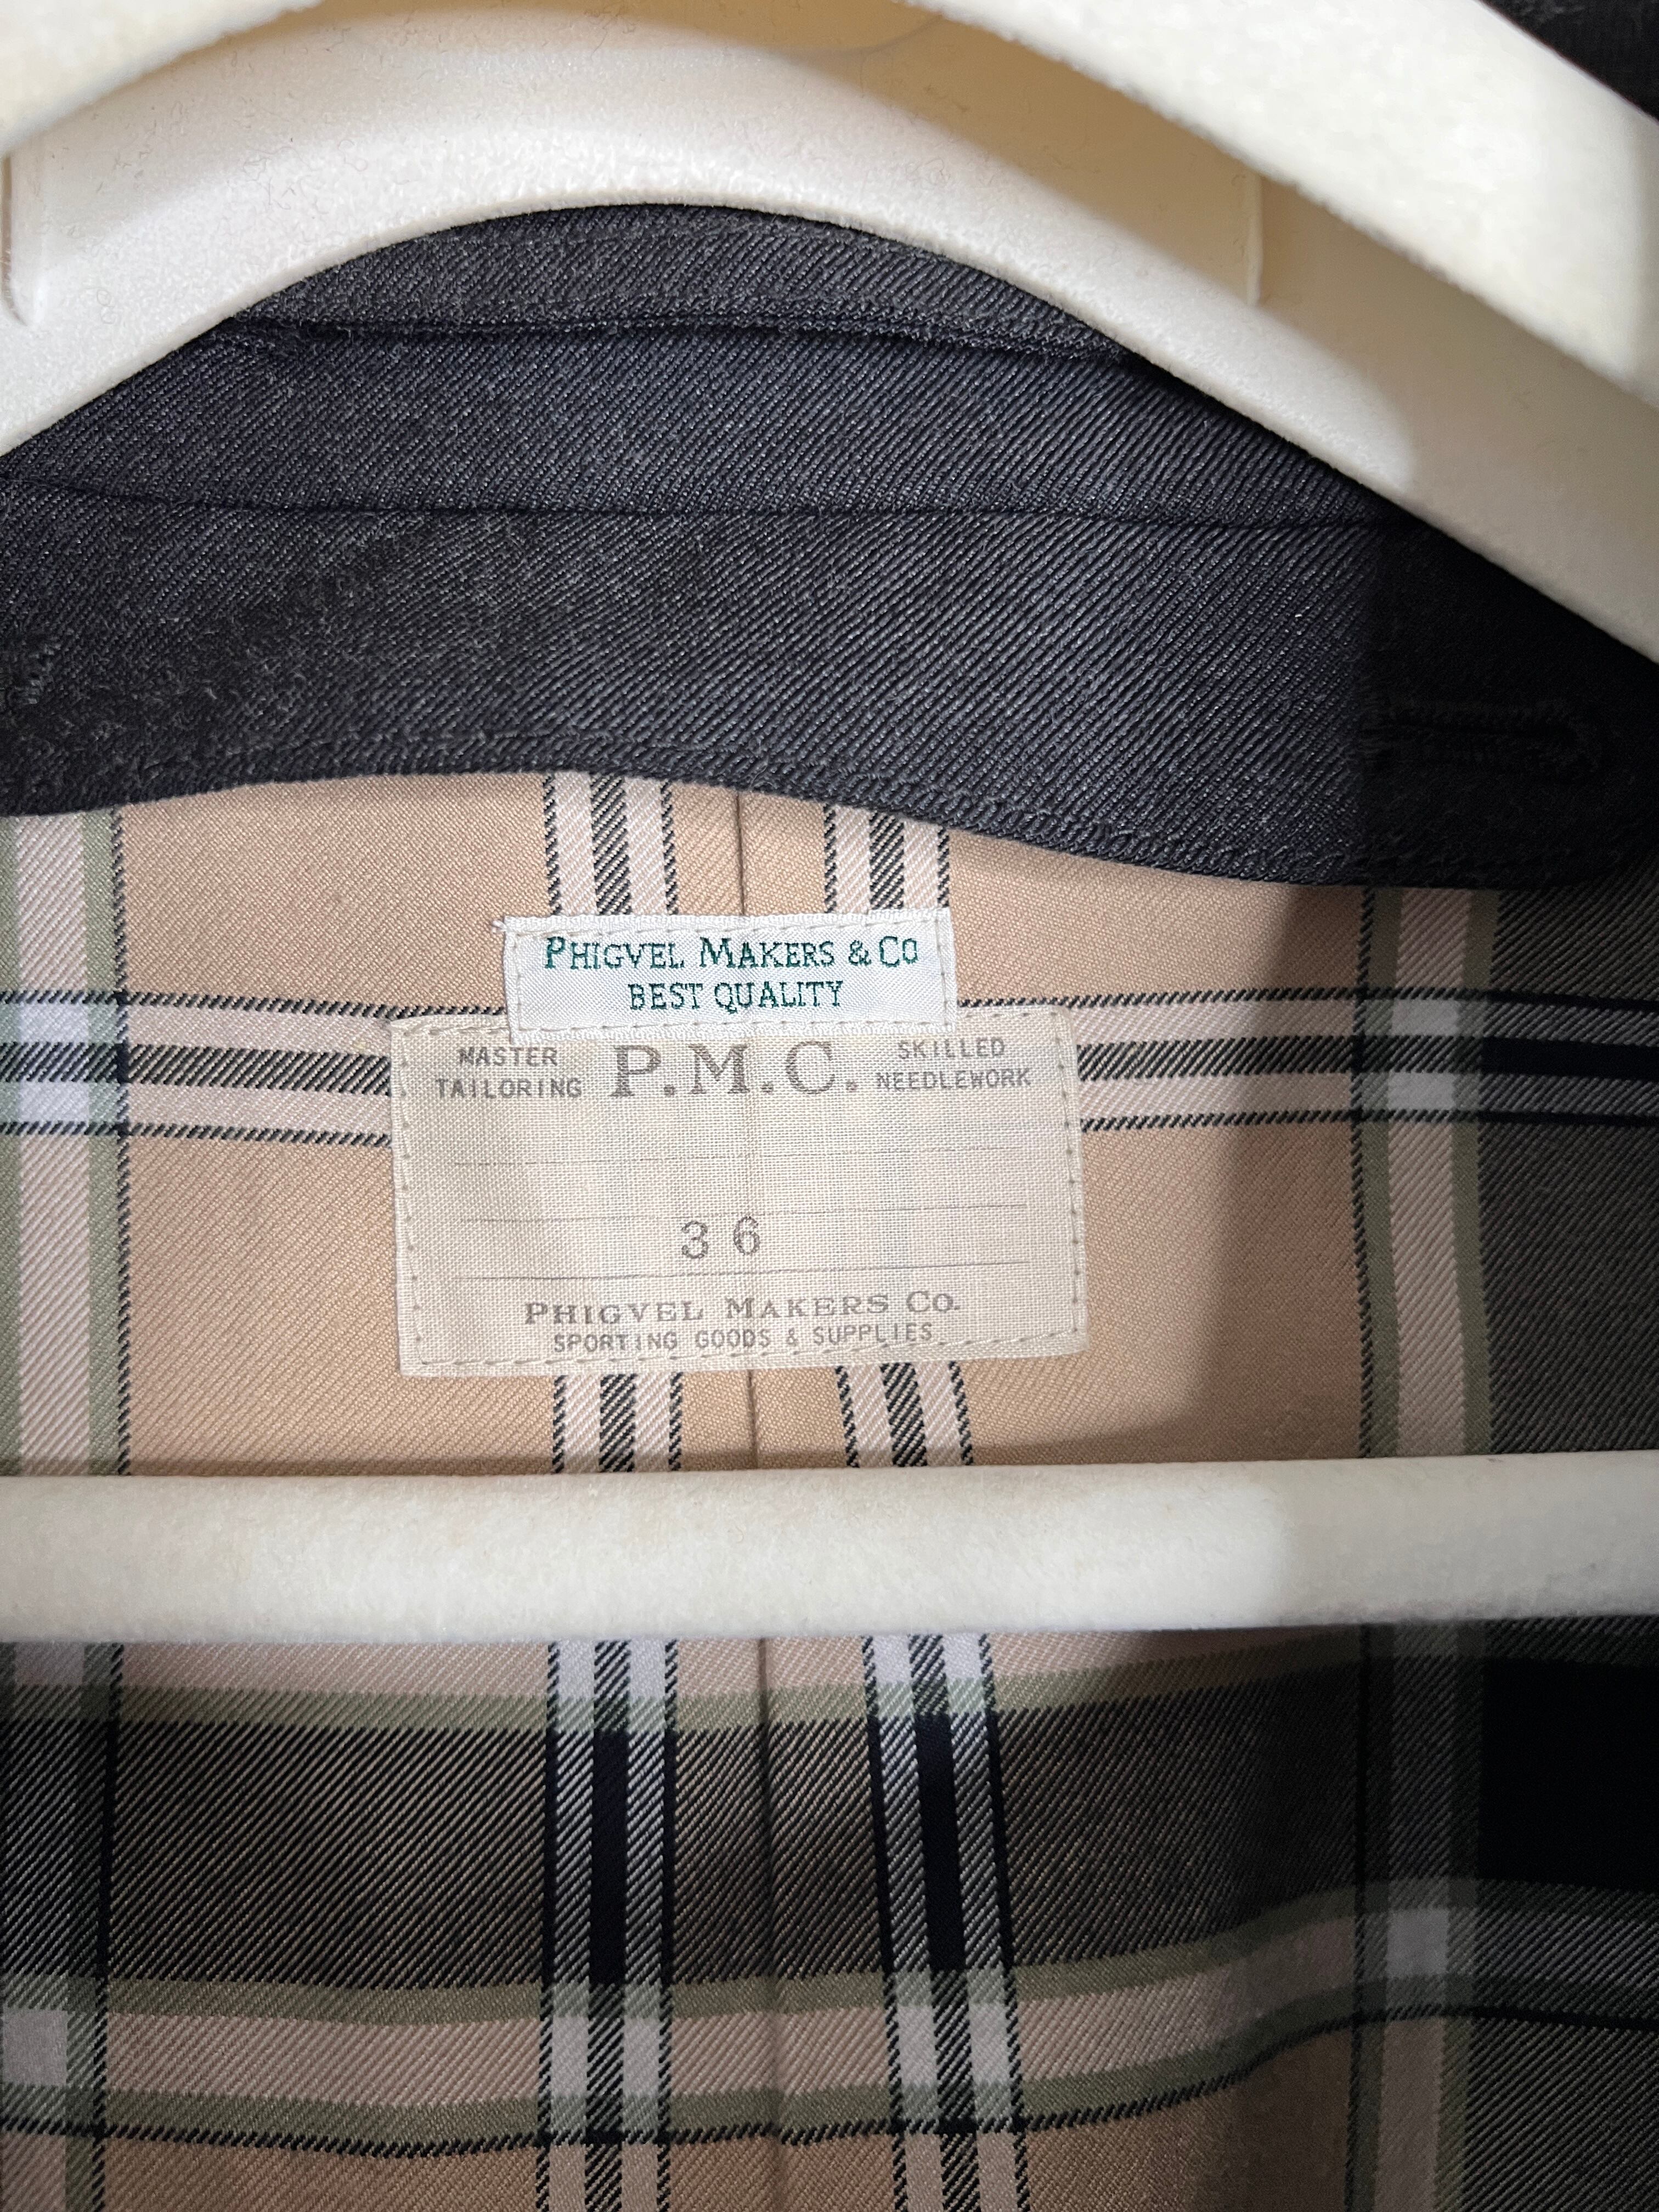 PHIGVEL MAKERS & CO
BEST QUALITY
MASTER TAILORING P.M.C. SKILLED NEEDLEWORK
36
PHIGVEL MAKERS CO.
SPORTING GOODS & SUPPLIES